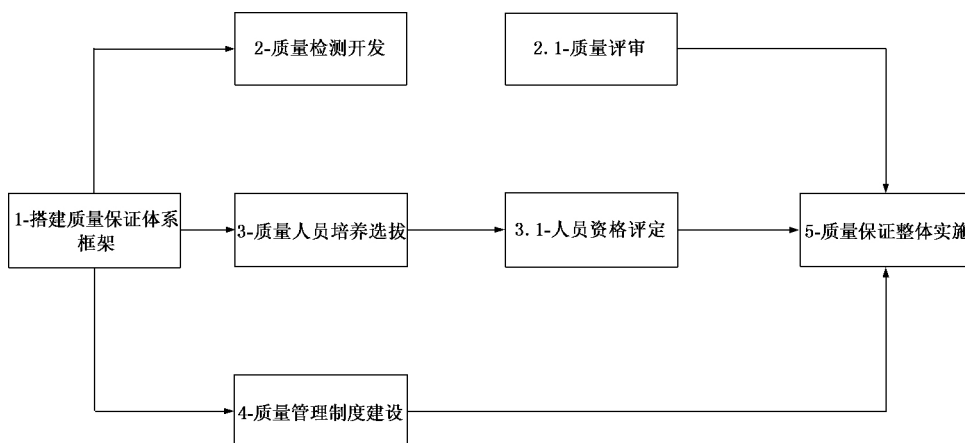 2-质量检测开发
2.1-质量评审
1-搭建质量保证体系
框架
3-质量人员培养选拔
3.1-人员资格评定
5-质量保证整体实施
4-质量管理制度建设